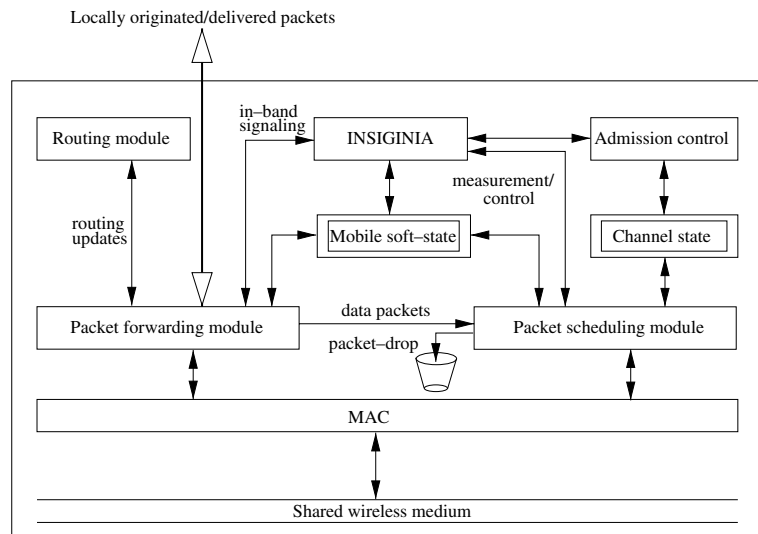 Locally originated/delivered packets
in–band
signaling
Routing module
INSIGINIA
Admission control
measurement/
control
routing
updates
Mobile soft–state
Channel state
data packets
Packet forwarding module
Packet scheduling module
packet–drop
MAC
Shared wireless medium